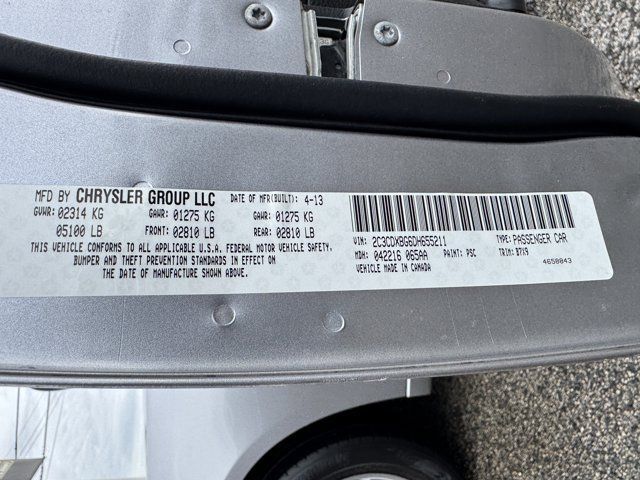 MFD BY CHRYSLER GROUP LLC DATE OF MFR(BUILT): 4-13
GVWR: 02314 KG GAWR: 01275 KG GAWR: 01275 KG
05100 LB FRONT: 02810 LB REAR: 02810 LB
THIS VEHICLE CONFORMS TO ALL APPLICABLE U.S.A. FEDERAL MOTOR VEHICLE SAFETY,
BUMPER AND THEFT PREVENTION STANDARDS IN EFFECT ON
THE DATE OF MANUFACTURE SHOWN ABOVE.
VIN: 2C3CDXBG6DH655211 TYPE: PASSENGER CAR
MDH: 042216 065AA PAINT: PSC TRIM: B7X9
VEHICLE MADE IN CANADA 4658043